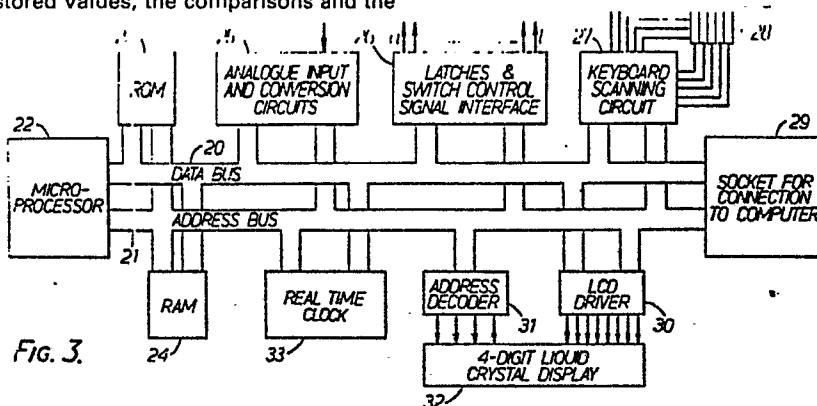 stored values, the comparisons and the
27
ROM
ANALOGUE INPUT
AND CONVERSION
CIRCUITS
LATCHES &
SWITCH CONTROL
SIGNAL INTERFACE
KEYBOARD
SCANNING
CIRCUIT
22
29
20
DATA BUS
MICRO-
PROCESSOR
SOCKET FOR
CONNECTION
TO COMPUTER
ADDRESS BUS
21
RAM
REAL TIME
CLOCK
ADDRESS
DECODER
LCD
DRIVER
24
33
31
30
FIG. 3.
4-DIGIT LIQUID
CRYSTAL DISPLAY
32